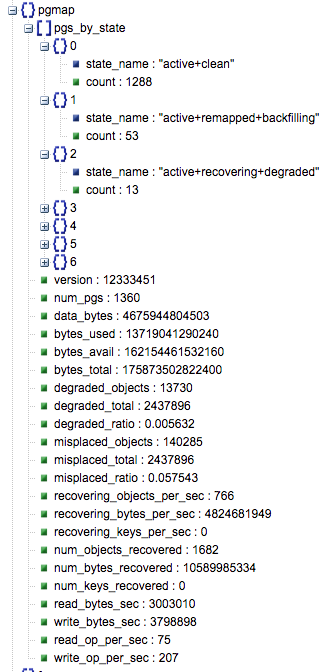 pgmap
pgs_by_state
0
state_name : "active+clean"
count : 1288
1
state_name : "active+remapped+backfilling"
count : 53
2
state_name : "active+recovering+degraded"
count : 13
3
4
5
6
version : 12333451
num_pgs : 1360
data_bytes : 4675944804503
bytes_used : 13719041290240
bytes_avail : 162154461532160
bytes_total : 175873502822400
degraded_objects : 13730
degraded_total : 2437896
degraded_ratio : 0.005632
misplaced_objects : 140285
misplaced_total : 2437896
misplaced_ratio : 0.057543
recovering_objects_per_sec : 766
recovering_bytes_per_sec : 4824681949
recovering_keys_per_sec : 0
num_objects_recovered : 1682
num_bytes_recovered : 10589985334
num_keys_recovered : 0
read_bytes_sec : 3003010
write_bytes_sec : 3798898
read_op_per_sec : 75
write_op_per_sec : 207